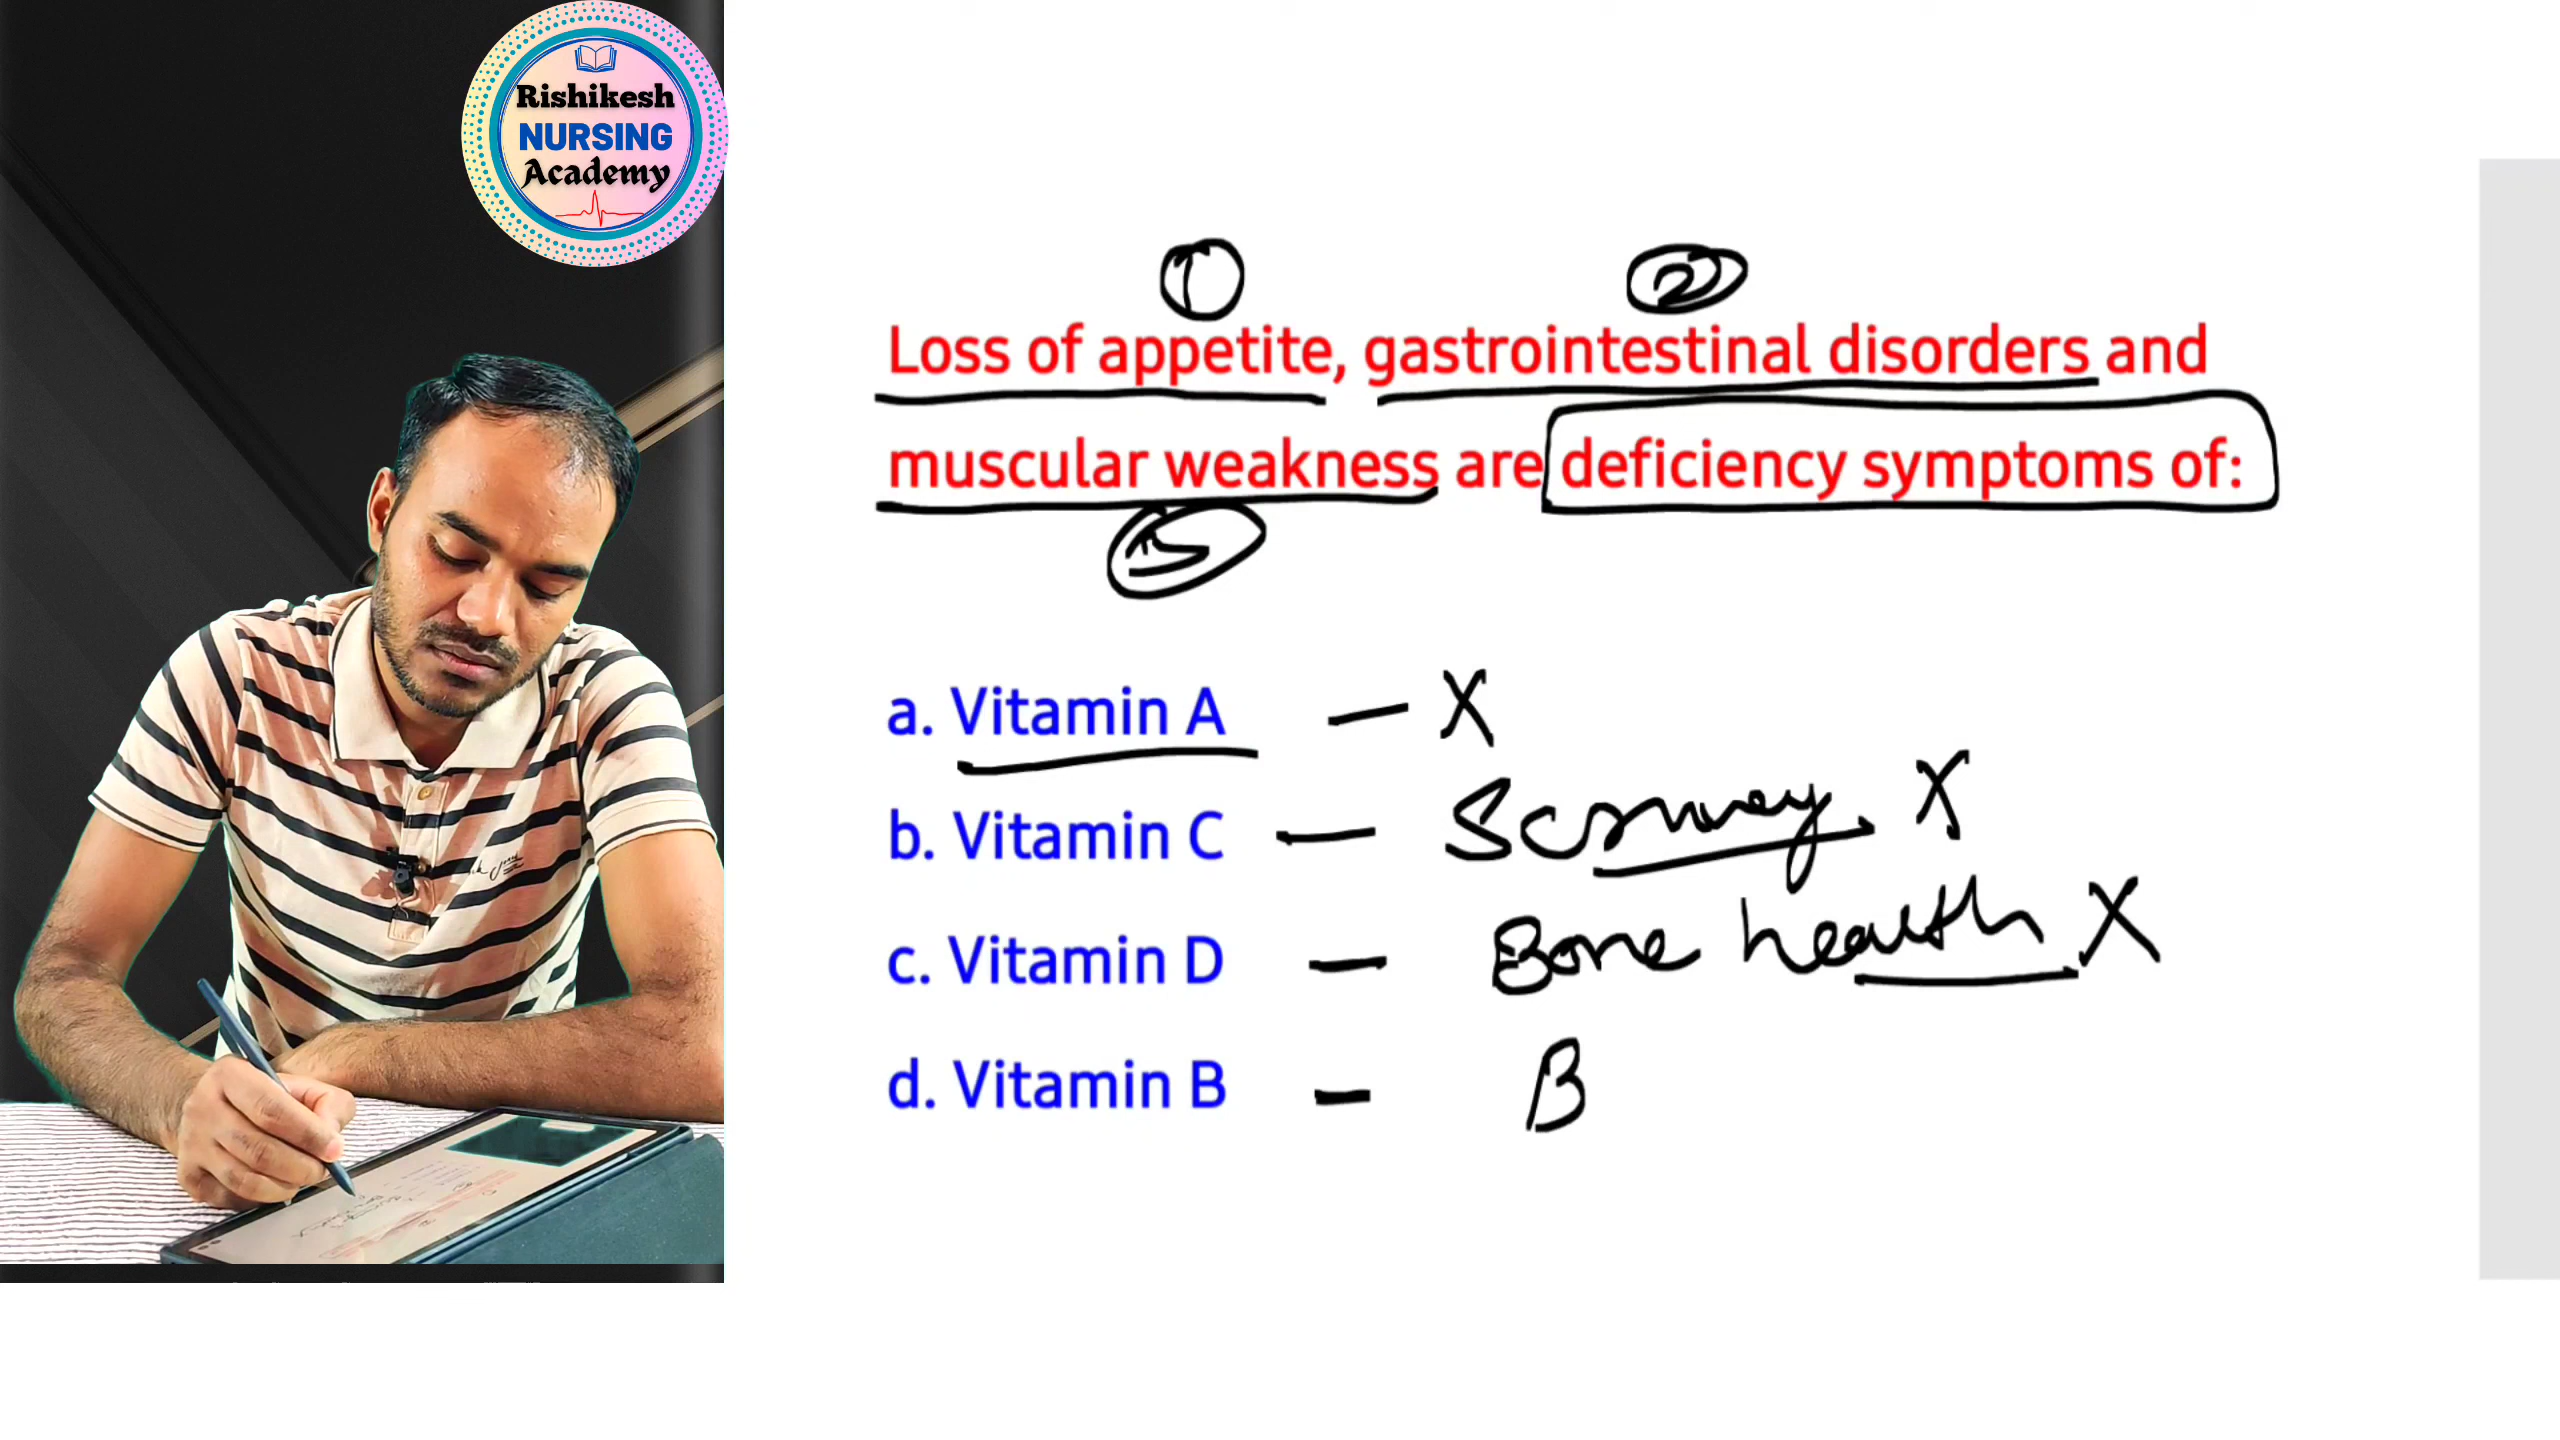 Rishikesh
NURSING
Academy
1 2
Loss of appetite, gastrointestinal disorders and
muscular weakness are deficiency symptoms of:
a. Vitamin A — X
b. Vitamin C — Scurvey X
c. Vitamin D — Bone health X
d. Vitamin B — B